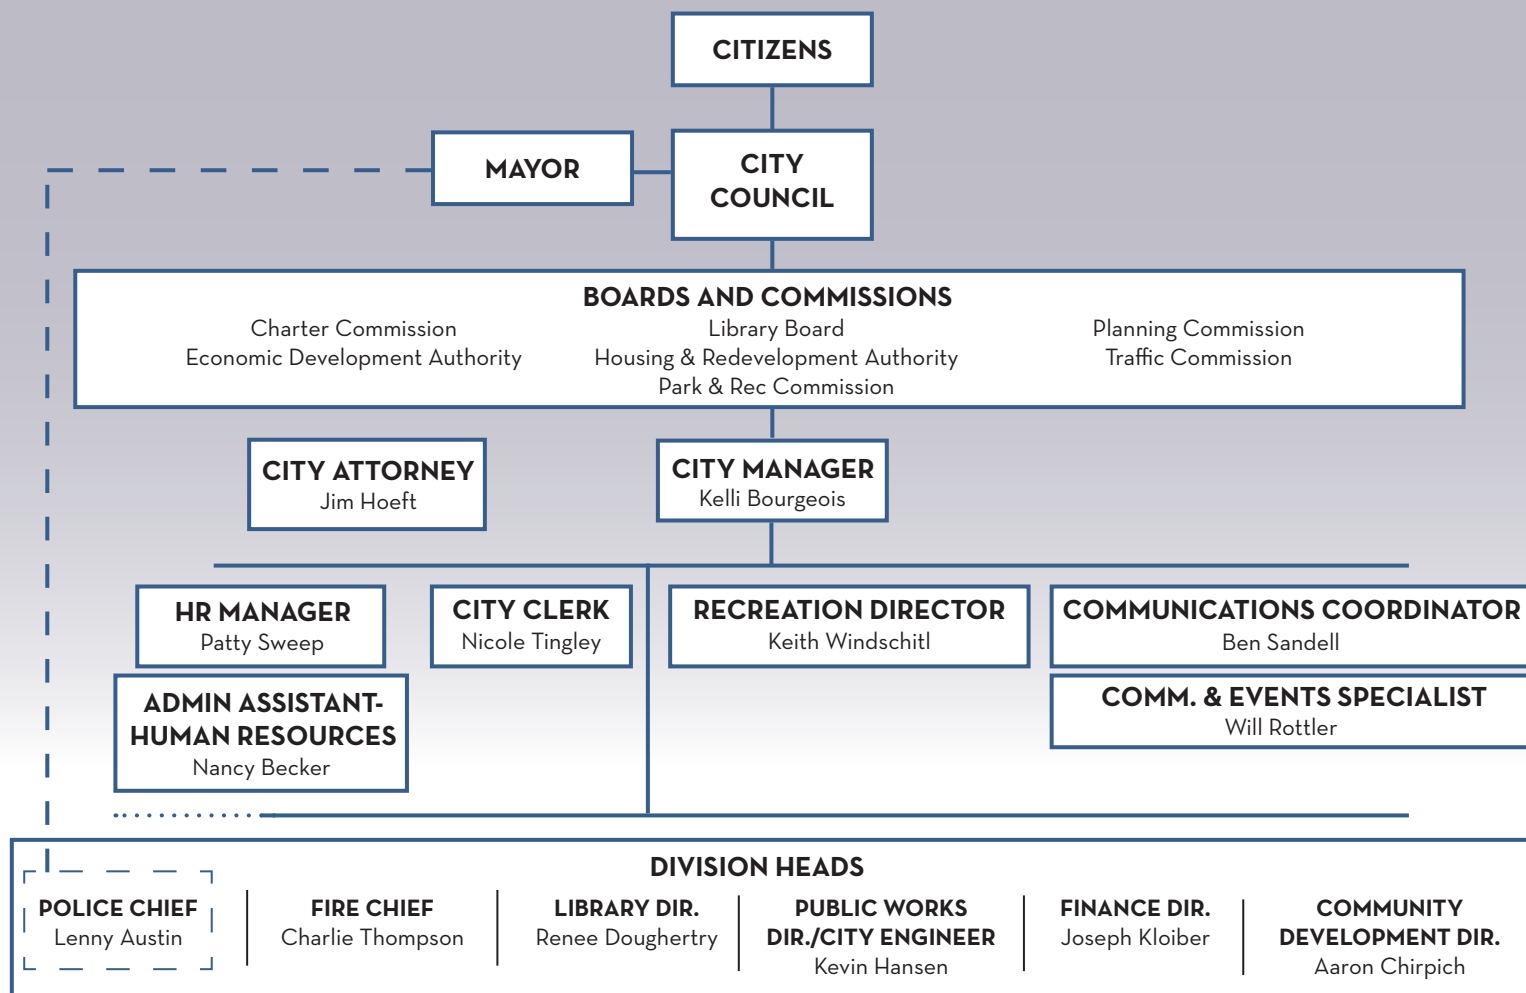 CITIZENS
MAYOR
CITY
COUNCIL
BOARDS AND COMMISSIONS
Charter Commission
Economic Development Authority
Library Board
Housing & Redevelopment Authority
Park & Rec Commission
Planning Commission
Traffic Commission
CITY ATTORNEY
Jim Hoeft
CITY MANAGER
Kelli Bourgeois
HR MANAGER
Patty Sweep
CITY CLERK
Nicole Tingley
RECREATION DIRECTOR
Keith Windschitl
COMMUNICATIONS COORDINATOR
Ben Sandell
ADMIN ASSISTANT-
HUMAN RESOURCES
Nancy Becker
COMM. & EVENTS SPECIALIST
Will Rottler
DIVISION HEADS
POLICE CHIEF
Lenny Austin
FIRE CHIEF
Charlie Thompson
LIBRARY DIR.
Renee Doughertry
PUBLIC WORKS
DIR./CITY ENGINEER
Kevin Hansen
FINANCE DIR.
Joseph Kloiber
COMMUNITY
DEVELOPMENT DIR.
Aaron Chirpich